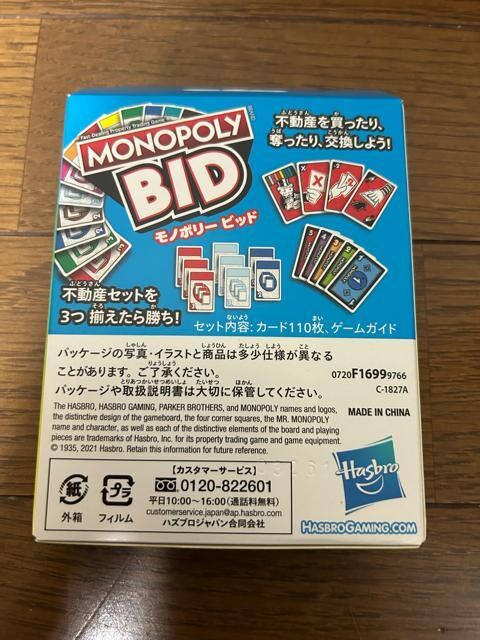 Fast-Dealing Property Trading Game
MONOPOLY
BID
モノポリー ビッド
不動産を買ったり、
奪ったり、交換しよう!
不動産セットを
3つ 揃えたら勝ち!
セット内容: カード110枚、ゲームガイド
パッケージの写真・イラストと商品は多少仕様が異なる
ことがあります。ご了承ください。
パッケージや取扱説明書は大切に保管してください。
0720F16999766
C-1827A
The HASBRO, HASBRO GAMING, PARKER BROTHERS, and MONOPOLY names and logos,
the distinctive design of the gameboard, the four corner squares, the MR. MONOPOLY
name and character, as well as each of the distinctive elements of the board and playing
pieces are trademarks of Hasbro, Inc. for its property trading game and game equipment.
© 1935, 2021 Hasbro. Retain this information for future reference.
MADE IN CHINA
紙
外箱
プラ
フィルム
【カスタマーサービス】
0120-822601
平日10:00~16:00(通話無料)
customerservice.japan@ap.hasbro.com
ハズブロジャパン合同会社
Hasbro
HASBROGAMING.COM